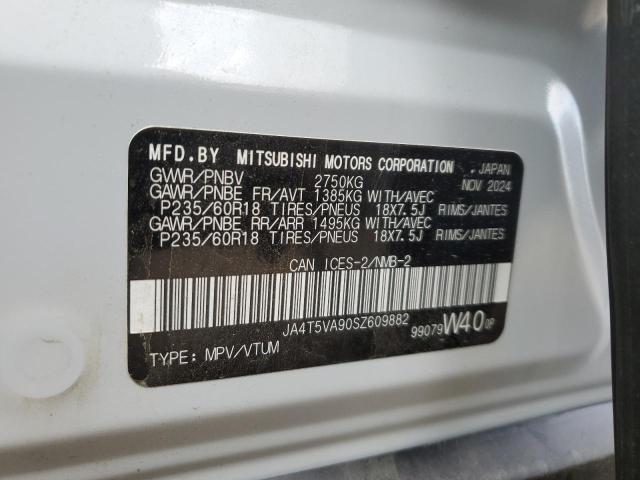 MFD.BY MITSUBISHI MOTORS CORPORATION JAPAN
GWWR/PNBV 2750KG NOV 2024
GAWR/PNBE FR/AVT 1385KG WITH/AVEC
P235/60R18 TIRES/PNEUS 18X7.5J RIMS/JANTES
GAWR/PNBE RR/ARR 1495KG WITH/AVEC
P235/60R18 TIRES/PNEUS 18X7.5J RIMS/JANTES
CAN ICES-2/NMB-2
JA4T5VA90SZ609882
99079 W40 0P
TYPE: MPV/VTUM